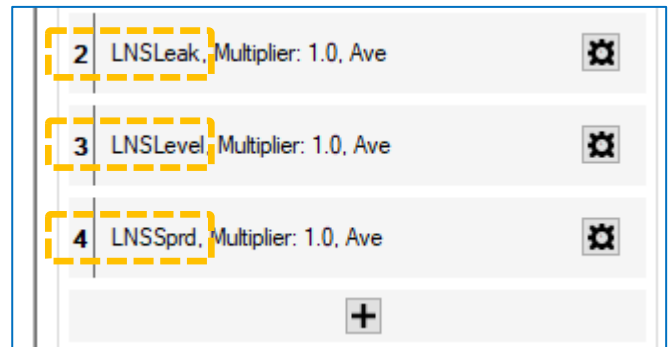 2 LNSLeak, Multiplier: 1.0, Ave
3 LNSLevel, Multiplier: 1.0, Ave
4 LNSSprd, Multiplier: 1.0, Ave
+